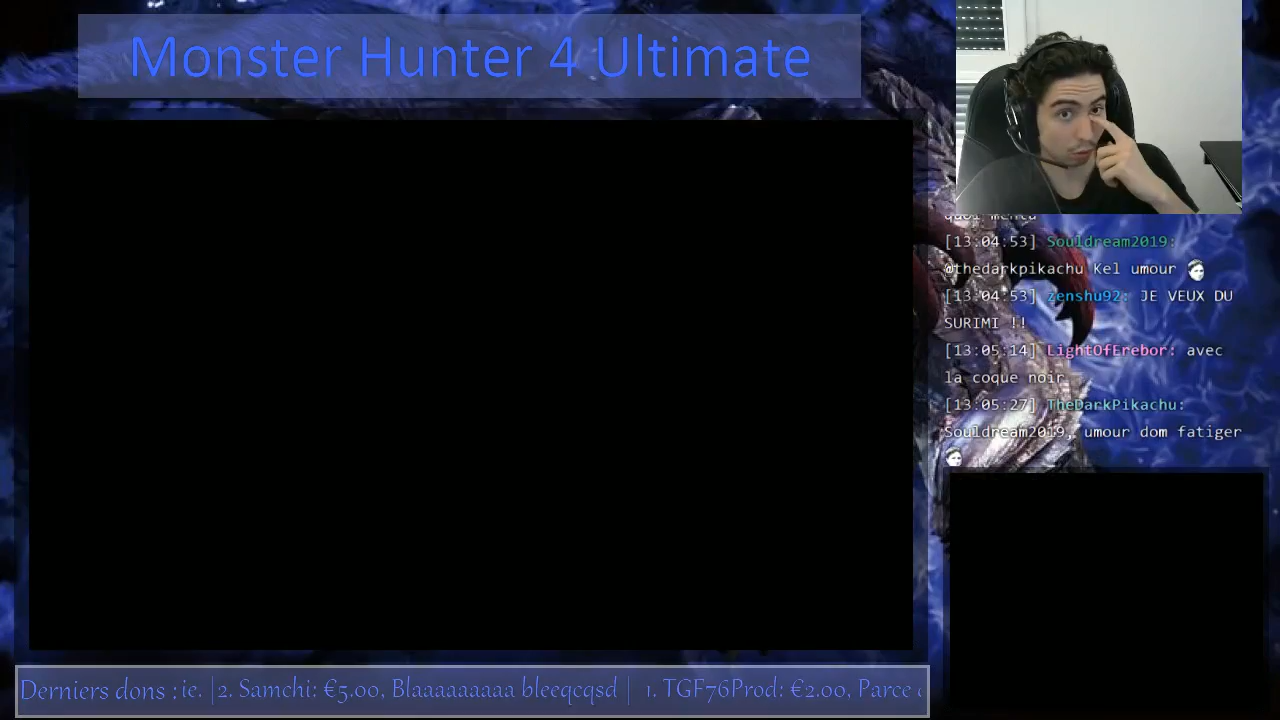 Monster Hunter 4 Ultimate
[13:04:53] Souldream2019:
@thedarkpikachu Kel umour
[13:04:53] zenshu92: JE VEUX DU
SURIMI !!
[13:05:14] LightOfErebor: avec
la coque noir
[13:05:27] TheDarkPikachu:
Souldream2019, umour dom fatiger
Derniers dons : ie. | 2. Samchi: €5.00, Blaaaaaaaaa bleeqcqsd | 1. TGF76Prod: €2.00, Parce